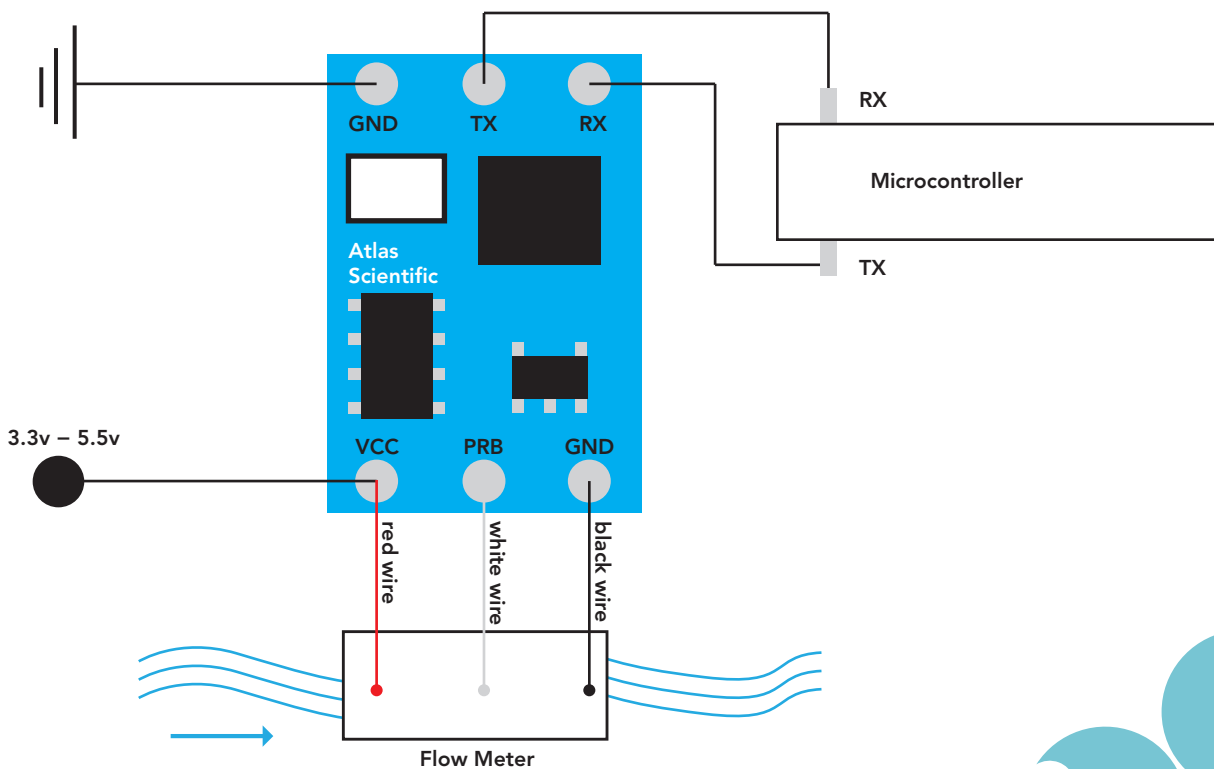 RX
GND
TX
RX
Microcontroller
Atlas
Scientific
TX
3.3v – 5.5v
VCC
PRB
GND
red wire
white wire
black wire
Flow Meter